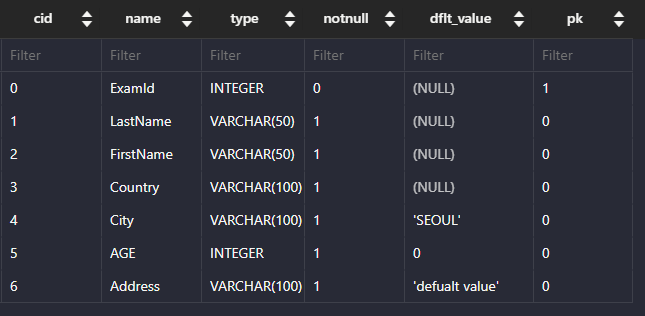 cid name type notnull dflt_value pk
Filter Filter Filter Filter Filter Filter
0 ExamId INTEGER 0 (NULL) 1
1 LastName VARCHAR(50) 1 (NULL) 0
2 FirstName VARCHAR(50) 1 (NULL) 0
3 Country VARCHAR(100) 1 (NULL) 0
4 City VARCHAR(100) 1 'SEOUL' 0
5 AGE INTEGER 1 0 0
6 Address VARCHAR(100) 1 'defualt value' 0